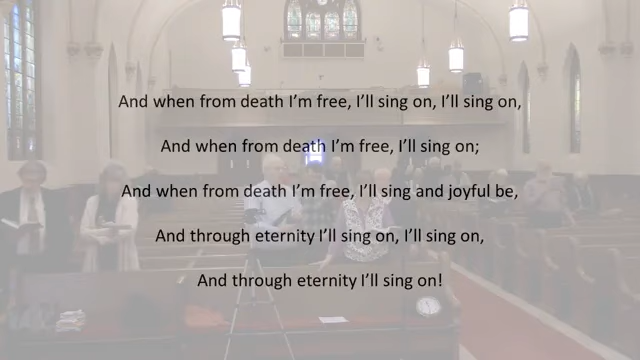 And when from death I’m free, I’ll sing on, I’ll sing on,
And when from death I’m free, I’ll sing on;
And when from death I’m free, I’ll sing and joyful be,
And through eternity I’ll sing on, I’ll sing on,
And through eternity I’ll sing on!